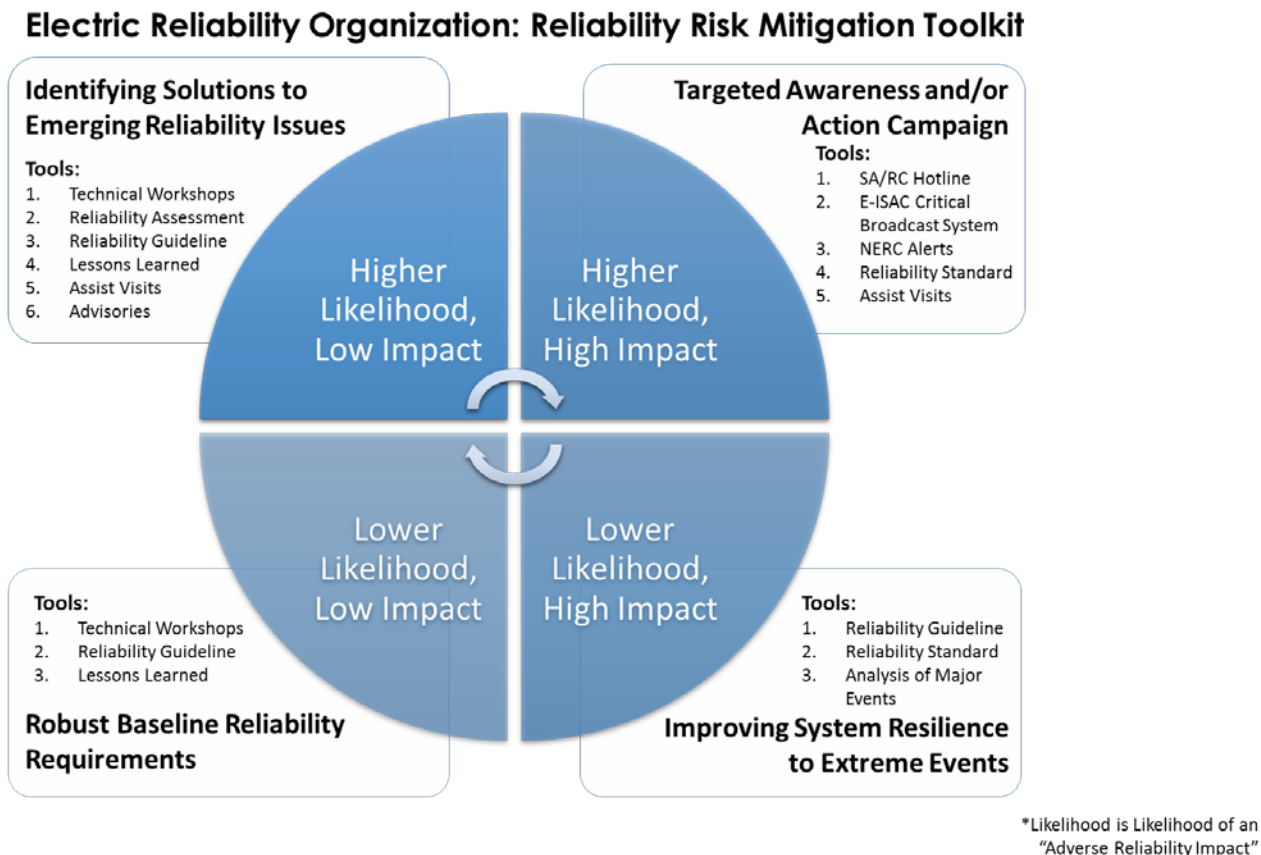 Electric Reliability Organization: Reliability Risk Mitigation Toolkit
Identifying Solutions to
Emerging Reliability Issues
Tools:
1. Technical Workshops
2. Reliability Assessment
3. Reliability Guideline
4. Lessons Learned
5. Assist Visits
6. Advisories
Targeted Awareness and/or
Action Campaign
Tools:
1. SA/RC Hotline
2. E-ISAC Critical
Broadcast System
3. NERC Alerts
4. Reliability Standard
5. Assist Visits
Higher
Likelihood,
Low Impact
Higher
Likelihood,
High Impact
Lower
Likelihood,
Low Impact
Lower
Likelihood,
High Impact
Tools:
1. Technical Workshops
2. Reliability Guideline
3. Lessons Learned
Robust Baseline Reliability
Requirements
Tools:
1. Reliability Guideline
2. Reliability Standard
3. Analysis of Major
Events
Improving System Resilience
to Extreme Events
*Likelihood is Likelihood of an
“Adverse Reliability Impact”